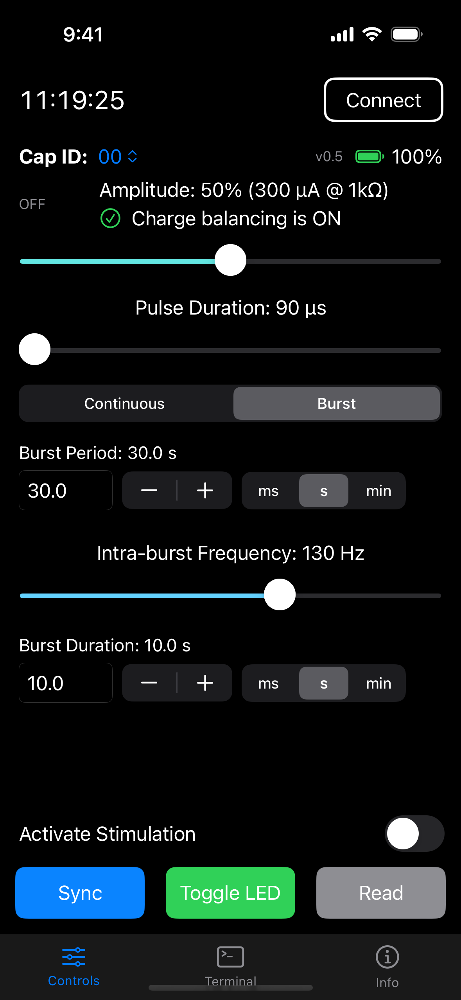 9:41
11:19:25
Connect
Cap ID: 00
v0.5 100%
Amplitude: 50% (300 µA @ 1kΩ)
OFF
Charge balancing is ON
Pulse Duration: 90 µs
Continuous Burst
Burst Period: 30.0 s
30.0 ms s min
Intra-burst Frequency: 130 Hz
Burst Duration: 10.0 s
10.0 ms s min
Activate Stimulation
Sync Toggle LED Read
Controls Terminal Info